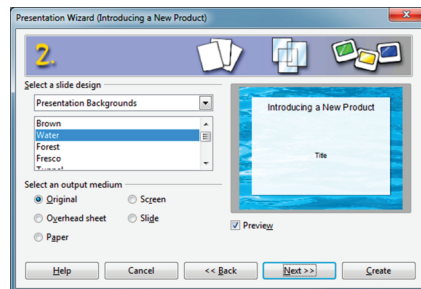 Presentation Wizard (Introducing a New Product)
2.
Select a slide design
Presentation Backgrounds
Brown
Water
Forest
Fresco
Tunnel
Introducing a New Product
Title
Select an output medium
Original
Screen
Overhead sheet
Slide
Paper
Preview
Help
Cancel
<< Back
Next >>
Create